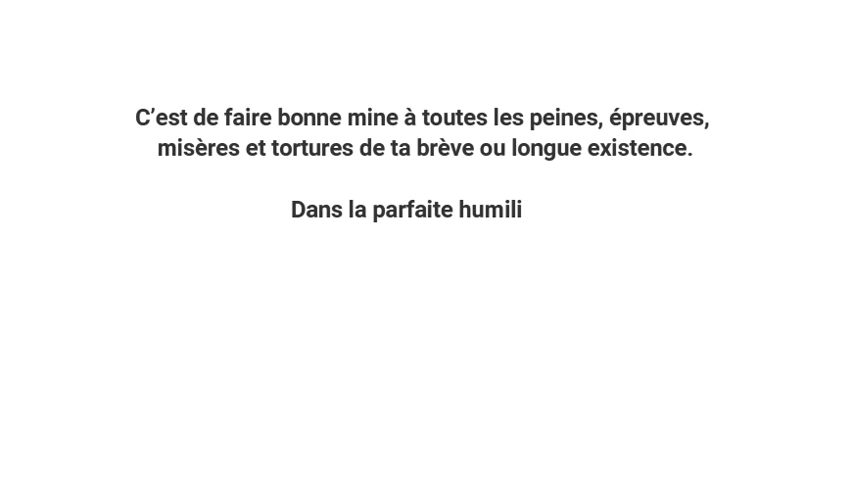 C’est de faire bonne mine à toutes les peines, épreuves,
misères et tortures de ta brève ou longue existence.
Dans la parfaite humili